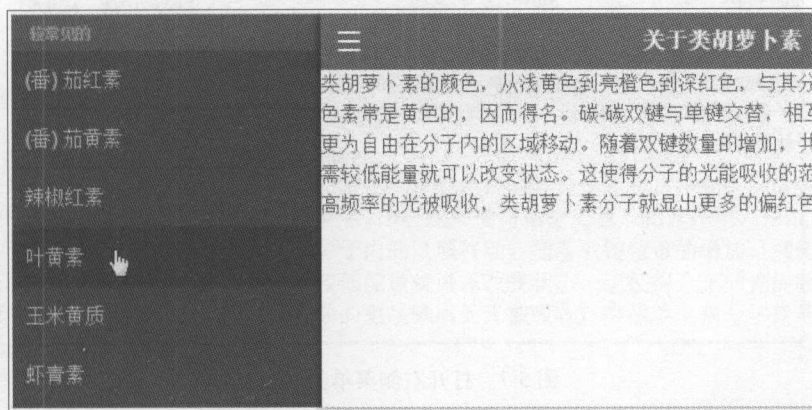 较常见的
(番) 茄红素
(番) 茄黄素
辣椒红素
叶黄素
玉米黄质
虾青素
关于类胡萝卜素
类胡萝卜素的颜色，从浅黄色到亮橙色到深红色，与其分
色素常是黄色的，因而得名。碳-碳双键与单键交替，相互
更为自由在分子内的区域移动。随着双键数量的增加，共
需较低能量就可以改变状态。这使得分子的光能吸收的范
高频率的光被吸收，类胡萝卜素分子就显出更多的偏红色